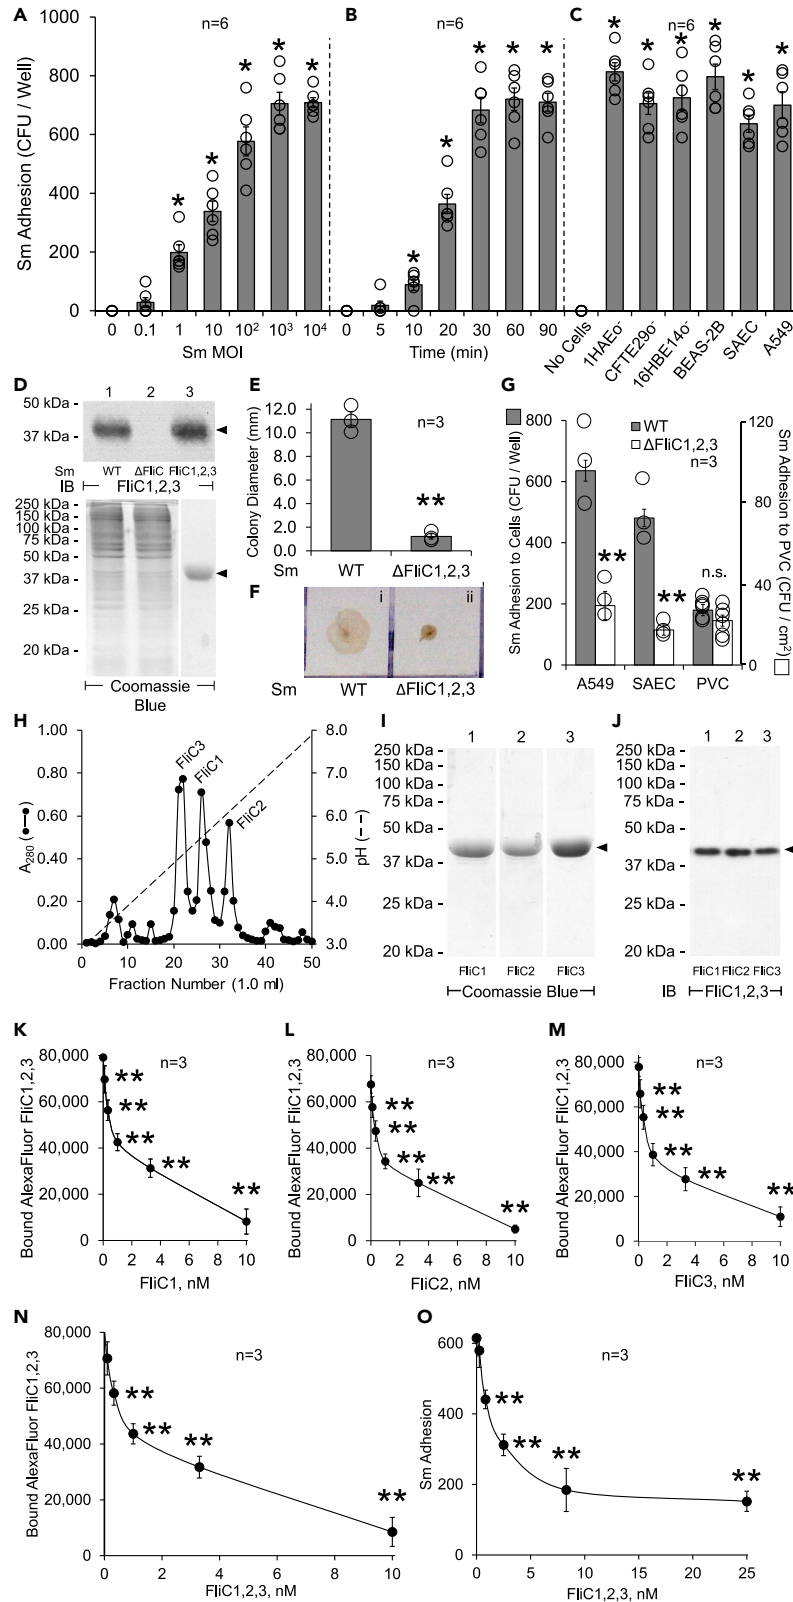 A
n=6
Sm Adhesion (CFU / Well)
1000
800
600
400
200
0
* * * * * *
0 0.1 1 10 10² 10³ 10⁴
Sm MOI
B
n=6
* * * * *
0 5 10 20 30 60 90
Time (min)
C
n=6
* * * * * *
No Cells
1HAEo⁻
CFTE29o⁻
16HBE14o⁻
BEAS-2B
SAEC
A549
D
1 2 3
50 kDa -
37 kDa -
Sm WT ΔFliC FliC1,2,3
IB FliC1,2,3
250 kDa -
150 kDa -
100 kDa -
75 kDa -
50 kDa -
37 kDa -
25 kDa -
20 kDa -
Coomassie
Blue
E
Colony Diameter (mm)
12.0
10.0
8.0
6.0
4.0
2.0
0.0
n=3
**
Sm WT ΔFliC1,2,3
F
i ii
Sm WT ΔFliC1,2,3
G
Sm Adhesion to Cells (CFU / Well)
800
600
400
200
0
WT
ΔFliC1,2,3
n=3
** **
n.s.
A549 SAEC PVC
120
80
40
0
Sm Adhesion to PVC (CFU / cm²)
H
A280 (●—●)
1.00
0.80
0.60
0.40
0.20
0.00
FliC3
FliC1
FliC2
8.0
7.0
6.0
5.0
4.0
3.0
pH (– –)
0 10 20 30 40 50
Fraction Number (1.0 ml)
I
1 2 3
250 kDa -
150 kDa -
100 kDa -
75 kDa -
50 kDa -
37 kDa -
25 kDa -
20 kDa -
FliC1 FliC2 FliC3
Coomassie Blue
J
1 2 3
250 kDa -
150 kDa -
100 kDa -
75 kDa -
50 kDa -
37 kDa -
25 kDa -
20 kDa -
FliC1 FliC2 FliC3
IB FliC1,2,3
K
Bound AlexaFluor FliC1,2,3
80,000
60,000
40,000
20,000
0
n=3
**
**
**
**
**
0 2 4 6 8 10
FliC1, nM
L
Bound AlexaFluor FliC1,2,3
80,000
60,000
40,000
20,000
0
n=3
**
**
**
**
**
0 2 4 6 8 10
FliC2, nM
M
Bound AlexaFluor FliC1,2,3
80,000
60,000
40,000
20,000
0
n=3
**
**
**
**
**
0 2 4 6 8 10
FliC3, nM
N
Bound AlexaFluor FliC1,2,3
80,000
60,000
40,000
20,000
0
n=3
**
**
**
**
0 2 4 6 8 10
FliC1,2,3, nM
O
Sm Adhesion
600
400
200
0
n=3
**
**
**
**
0 5 10 15 20 25
FliC1,2,3, nM